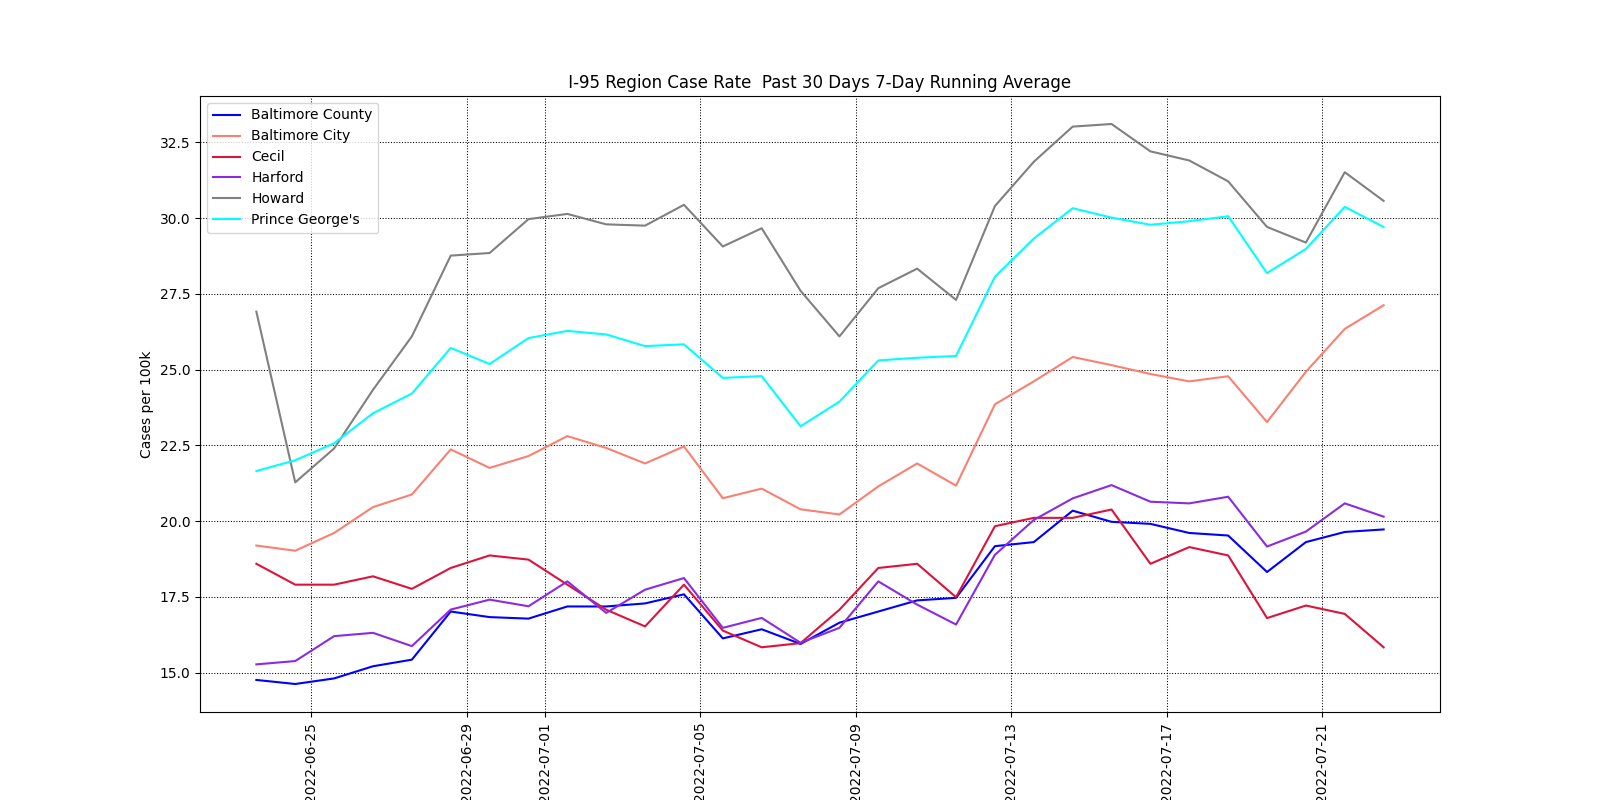 I-95 Region Case Rate  Past 30 Days 7-Day Running Average
Baltimore County
Baltimore City
Cecil
Harford
Howard
Prince George's
Cases per 100k
32.5
30.0
27.5
25.0
22.5
20.0
17.5
15.0
2022-06-25
2022-06-29
2022-07-01
2022-07-05
2022-07-09
2022-07-13
2022-07-17
2022-07-21